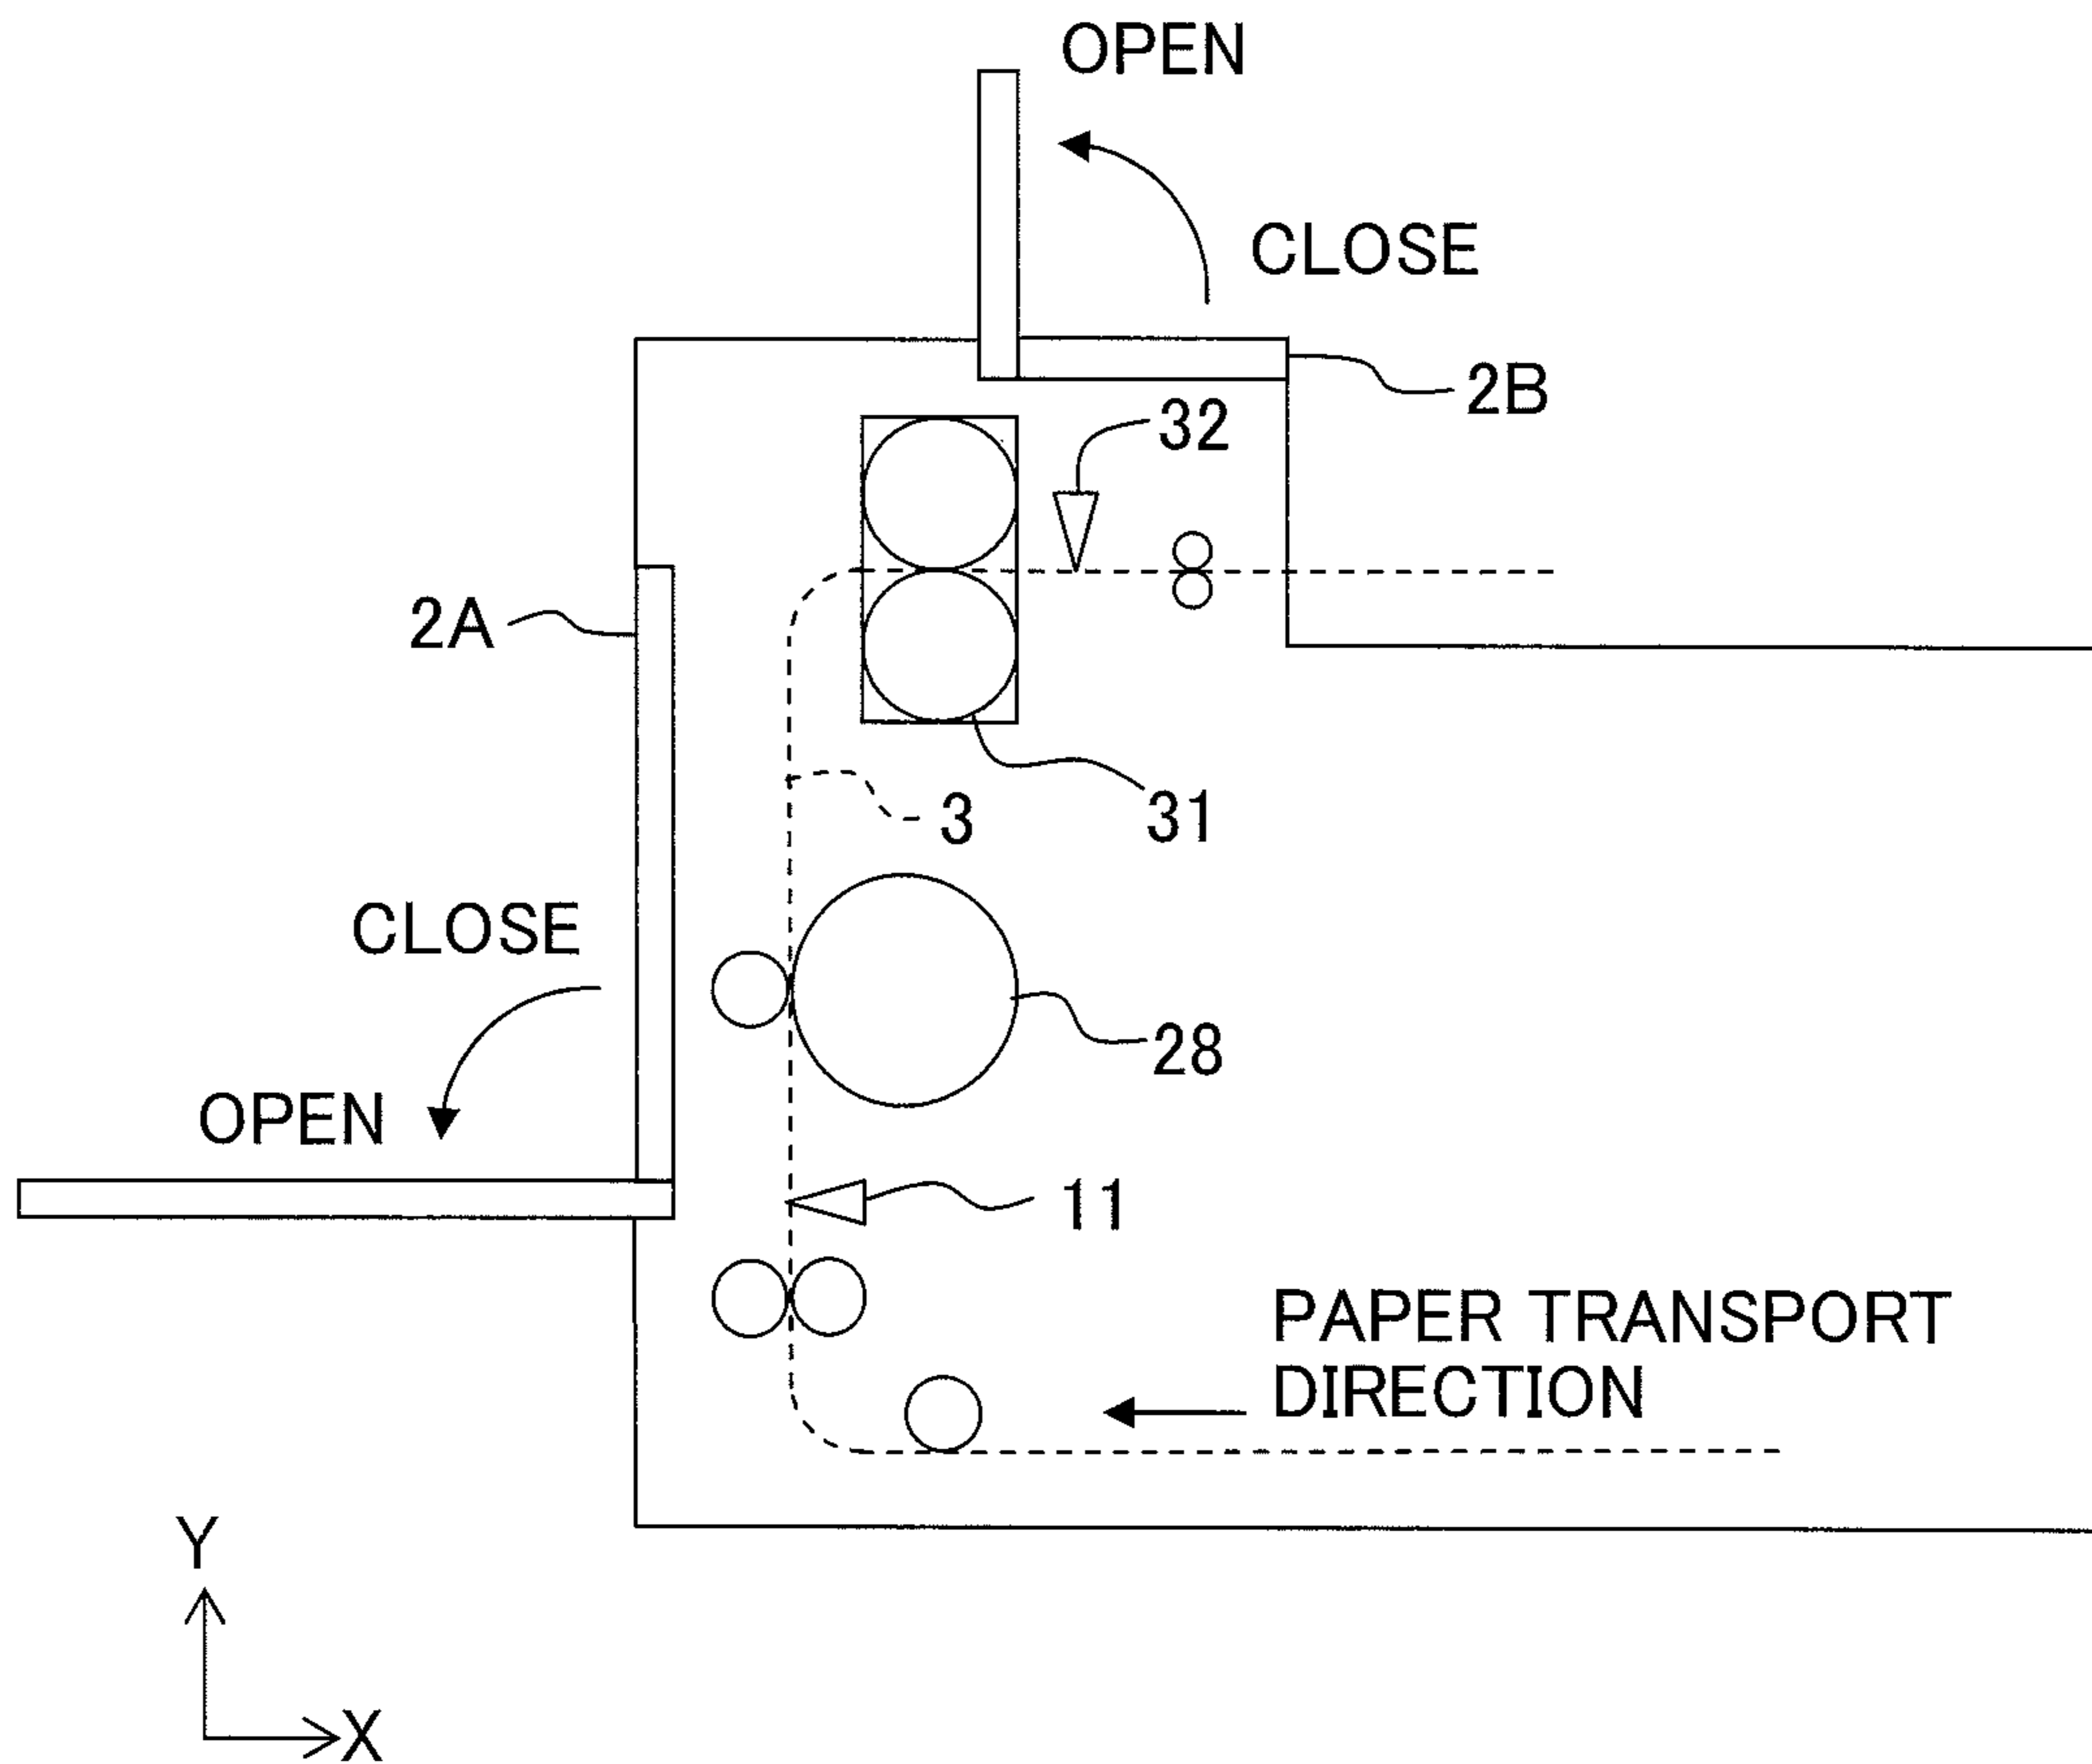 OPEN
CLOSE
2B
32
2A
3
31
CLOSE
28
OPEN
11
PAPER TRANSPORT
DIRECTION
Y
X